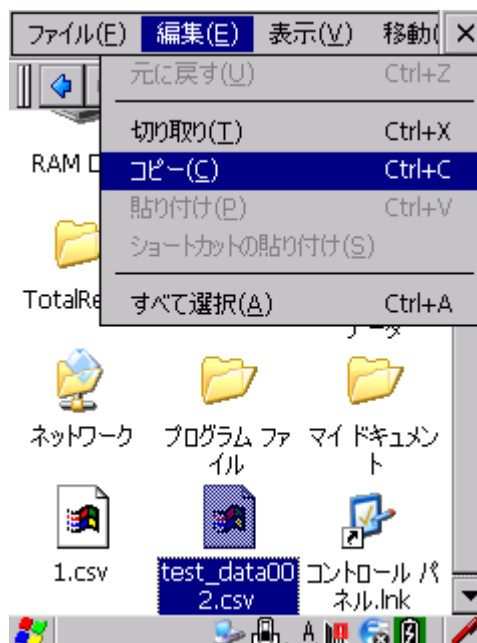 ファイル(F) 編集(E) 表示(V) 移動(
元に戻す(U) Ctrl+Z
切り取り(T) Ctrl+X
コピー(C) Ctrl+C
貼り付け(P) Ctrl+V
ショートカットの貼り付け(S)
すべて選択(A) Ctrl+A
RAM
TotalRe
データ
ネットワーク
プログラム ファ
イル
マイ ドキュメン
ト
1.csv
test_data00
2.csv
コントロール パ
ネル.lnk
A